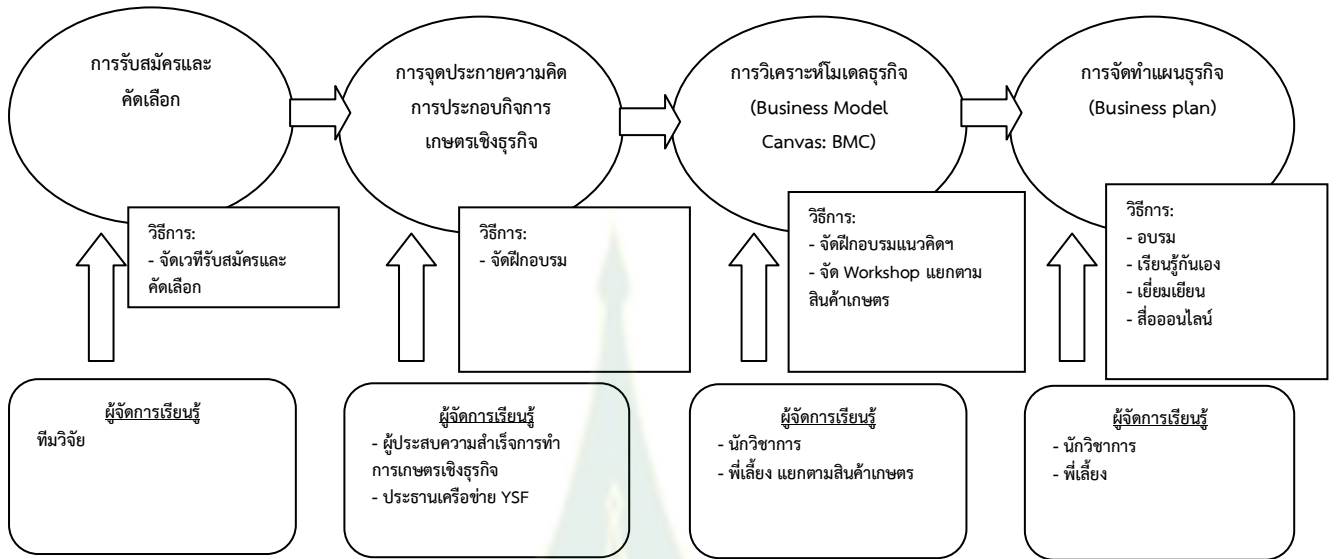 การรับสมัครและ
คัดเลือก
การจุดประกายความคิด
การประกอบกิจการ
เกษตรเชิงธุรกิจ
การวิเคราะห์โมเดลธุรกิจ
(Business Model
Canvas: BMC)
การจัดทำแผนธุรกิจ
(Business plan)
วิธีการ:
- จัดเวทีรับสมัครและ
คัดเลือก
วิธีการ:
- จัดฝึกอบรม
วิธีการ:
- จัดฝึกอบรมแนวคิดฯ
- จัด Workshop แยกตาม
สินค้าเกษตร
วิธีการ:
- อบรม
- เรียนรู้กันเอง
- เยี่ยมเยียน
- สื่อออนไลน์
ผู้จัดการเรียนรู้
ทีมวิจัย
ผู้จัดการเรียนรู้
- ผู้ประสบความสำเร็จการทำ
การเกษตรเชิงธุรกิจ
- ประธานเครือข่าย YSF
ผู้จัดการเรียนรู้
- นักวิชาการ
- พี่เลี้ยง แยกตามสินค้าเกษตร
ผู้จัดการเรียนรู้
- นักวิชาการ
- พี่เลี้ยง